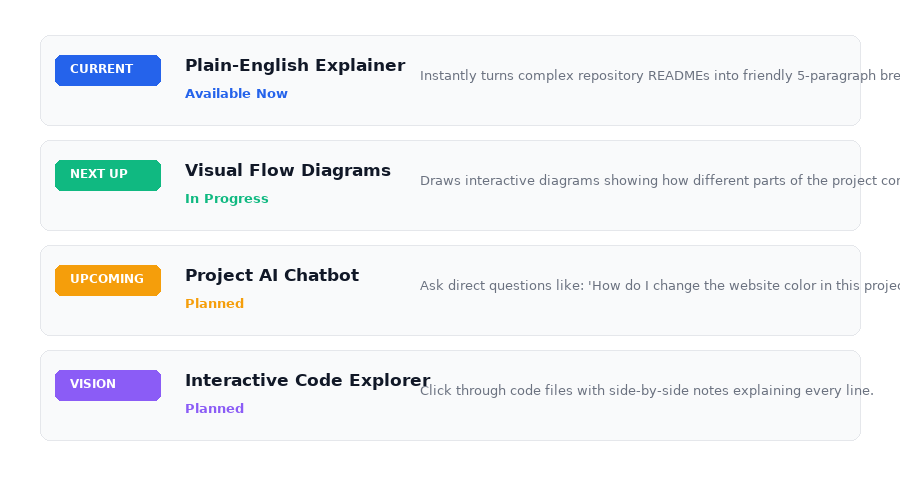 CURRENT
Plain-English Explainer
Available Now
Instantly turns complex repository READMEs into friendly 5-paragraph
NEXT UP
Visual Flow Diagrams
In Progress
Draws interactive diagrams showing how different parts of the project
UPCOMING
Project AI Chatbot
Planned
Ask direct questions like: 'How do I change the website color in this
VISION
Interactive Code Explorer
Planned
Click through code files with side-by-side notes explaining every line.